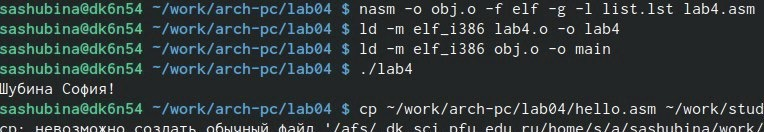 sashubina@dk6n54 ~/work/arch-pc/lab04 $ nasm -o obj.o -f elf -g -l list.lst lab4.asm
sashubina@dk6n54 ~/work/arch-pc/lab04 $ ld -m elf_i386 lab4.o -o lab4
sashubina@dk6n54 ~/work/arch-pc/lab04 $ ld -m elf_i386 obj.o -o main
sashubina@dk6n54 ~/work/arch-pc/lab04 $ ./lab4
Шубина София!
sashubina@dk6n54 ~/work/arch-pc/lab04 $ cp ~/work/arch-pc/lab04/hello.asm ~/work/stud
cp: невозможно создать обычный файл '/afs/.dk.sci.pfu.edu.ru/home/s/a/sashubina/work/